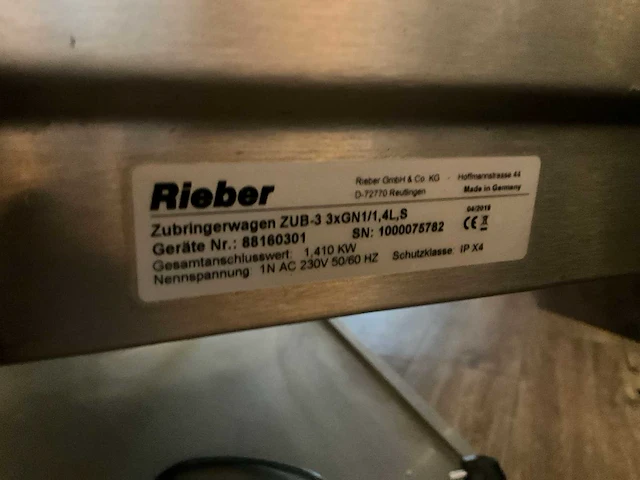 Rieber
Rieber GmbH & Co. KG - Hoffmannstrasse 44
D-72770 Reutlingen
Made in Germany
Zubringerwagen ZUB-3 3xGN1/1,4L,S
04/2019
Geräte Nr.: 88160301 SN: 1000075782
CE
Gesamtanschlusswert: 1,410 KW
Nennspannung: 1N AC 230V 50/60 HZ Schutzklasse: IP X4